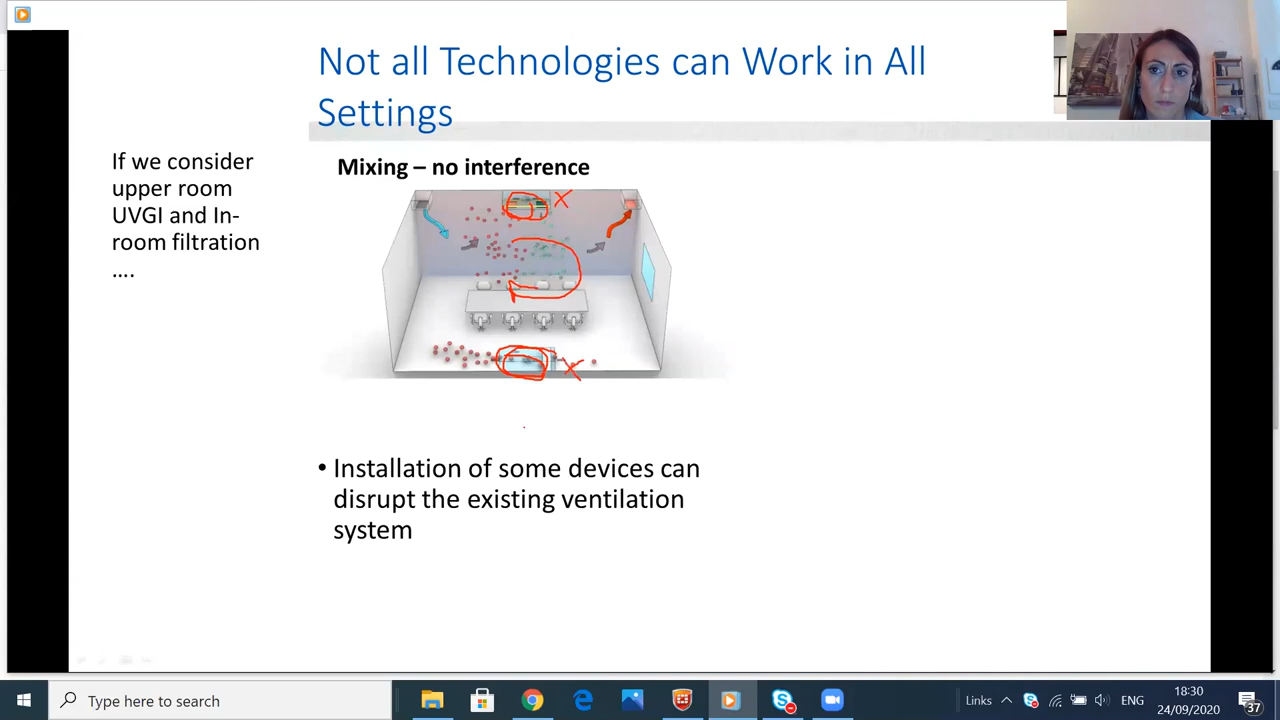 Not all Technologies can Work in All
Settings
If we consider
upper room
UVGI and In-
room filtration
....
Mixing – no interference
X
X
• Installation of some devices can
disrupt the existing ventilation
system
Type here to search
Links
ENG
18:30
24/09/2020
37